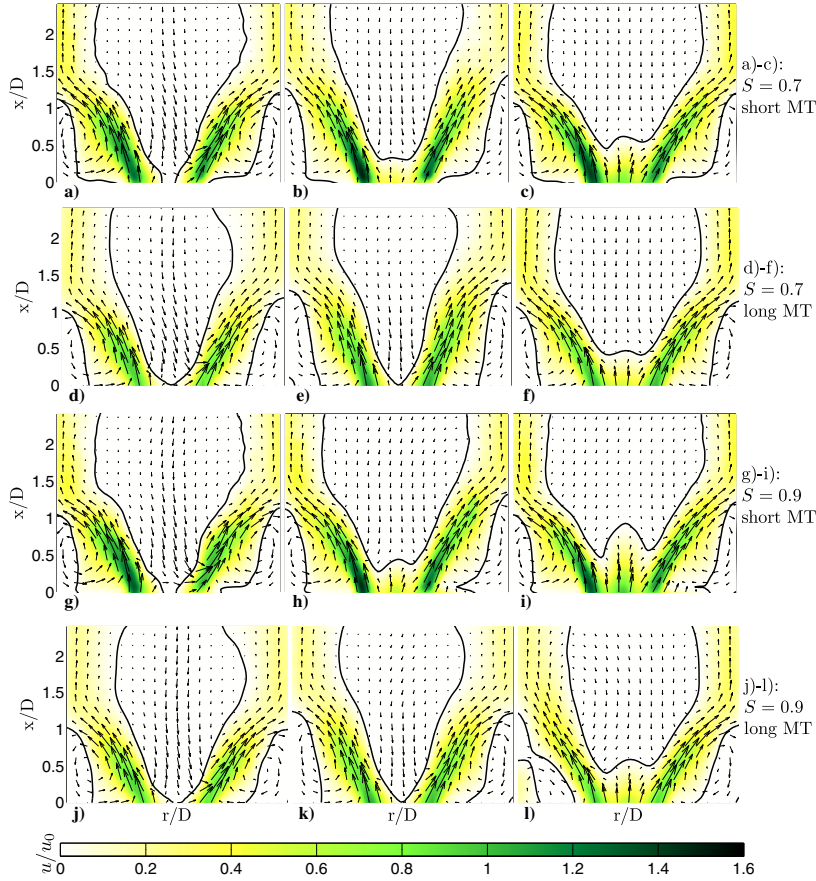 x/D
2
1.5
1
0.5
0
a)
b)
c)
a)-c):
S = 0.7
short MT
x/D
2
1.5
1
0.5
0
d)
e)
f)
d)-f):
S = 0.7
long MT
x/D
2
1.5
1
0.5
0
g)
h)
i)
g)-i):
S = 0.9
short MT
x/D
2
1.5
1
0.5
0
j)
r/D
k)
l)
r/D
j)-l):
S = 0.9
long MT
u/u0
0
0.2
0.4
0.6
0.8
1
1.2
1.4
1.6